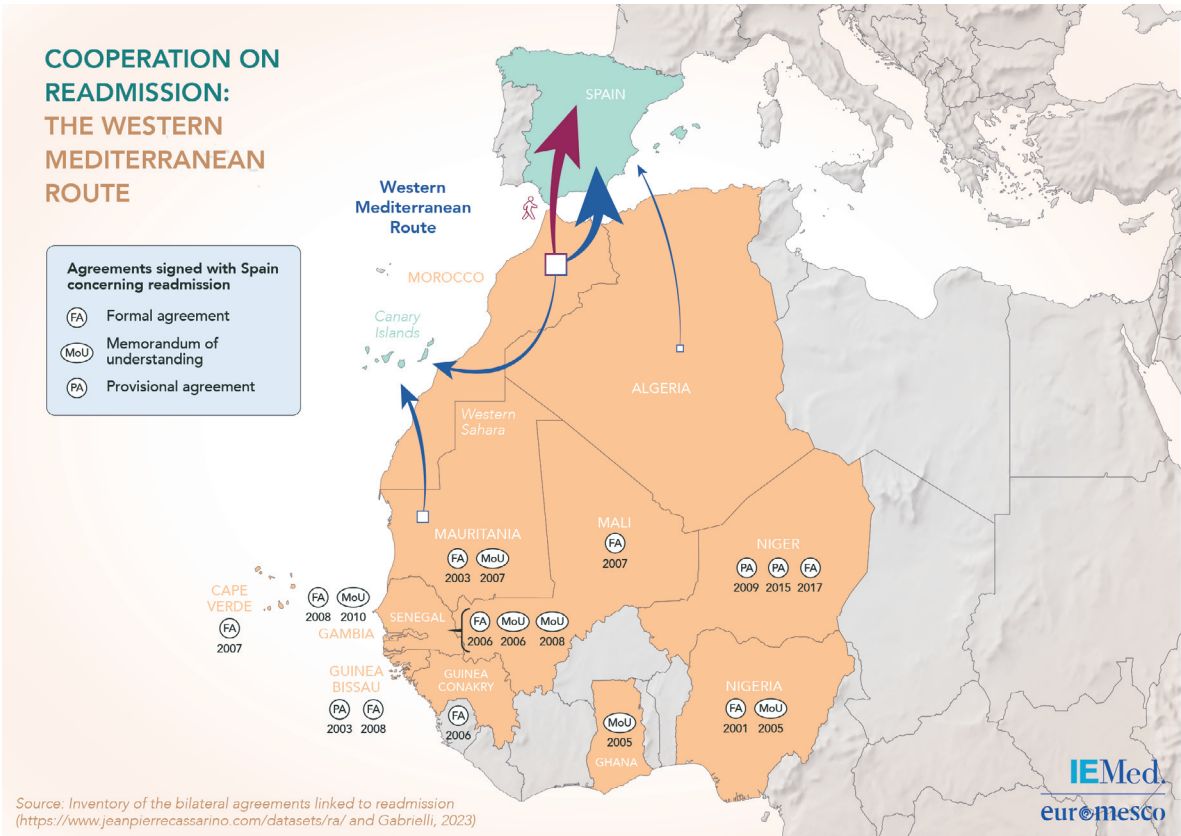 COOPERATION ON
READMISSION:
THE WESTERN
MEDITERRANEAN
ROUTE
SPAIN
Western
Mediterranean
Route
Agreements signed with Spain
concerning readmission
FA Formal agreement
MoU Memorandum of
understanding
PA Provisional agreement
MOROCCO
Canary
Islands
ALGERIA
Western
Sahara
MAURITANIA
FA MoU
2003 2007
MALI
FA
2007
NIGER
PA PA FA
2009 2015 2017
CAPE
VERDE
FA
2007
FA MoU
2008 2010
GAMBIA
SENEGAL
FA MoU MoU
2006 2006 2008
GUINEA
BISSAU
PA FA
2003 2008
GUINEA
CONAKRY
FA
2006
MoU
2005
GHANA
NIGERIA
FA MoU
2001 2005
IEMed.
euromesco
Source: Inventory of the bilateral agreements linked to readmission
(https://www.jeanpierrecassarino.com/datasets/ra/ and Gabrielli, 2023)